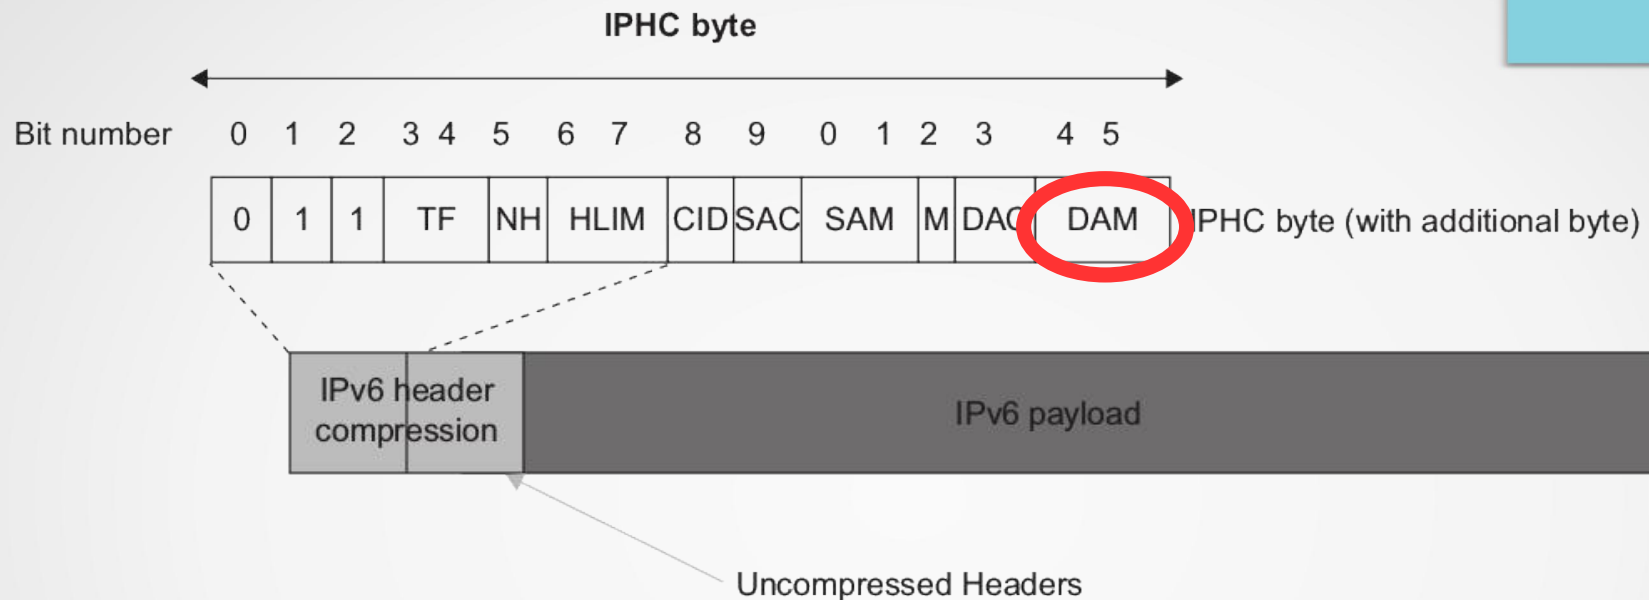 IPHC byte
Bit number 0 1 2 3 4 5 6 7 8 9 0 1 2 3 4 5
0 1 1 TF NH HLIM CID SAC SAM M DAC DAM IPHC byte (with additional byte)
IPv6 header
compression
IPv6 payload
Uncompressed Headers